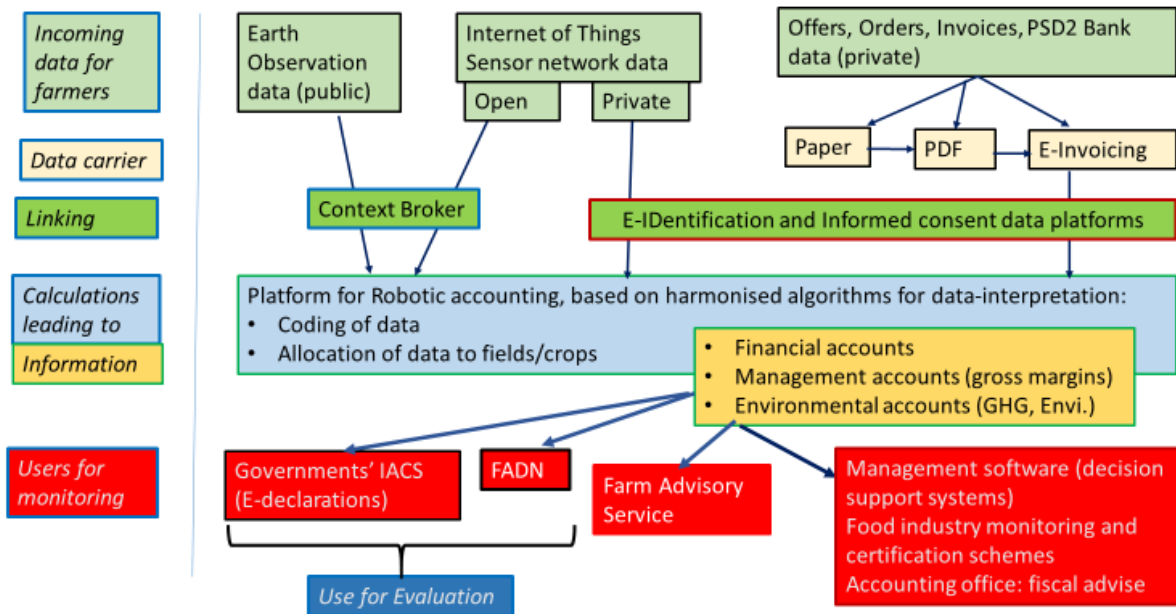 Incoming
data for
farmers
Earth
Observation
data (public)
Internet of Things
Sensor network data
Open
Private
Offers, Orders, Invoices, PSD2 Bank
data (private)
Data carrier
Paper
PDF
E-Invoicing
Linking
Context Broker
E-IDentification and Informed consent data platforms
Calculations
leading to
Information
Platform for Robotic accounting, based on harmonised algorithms for data-interpretation:
• Coding of data
• Allocation of data to fields/crops
• Financial accounts
• Management accounts (gross margins)
• Environmental accounts (GHG, Envi.)
Users for
monitoring
Governments' IACS
(E-declarations)
FADN
Farm Advisory
Service
Management software (decision
support systems)
Food industry monitoring and
certification schemes
Accounting office: fiscal advise
Use for Evaluation